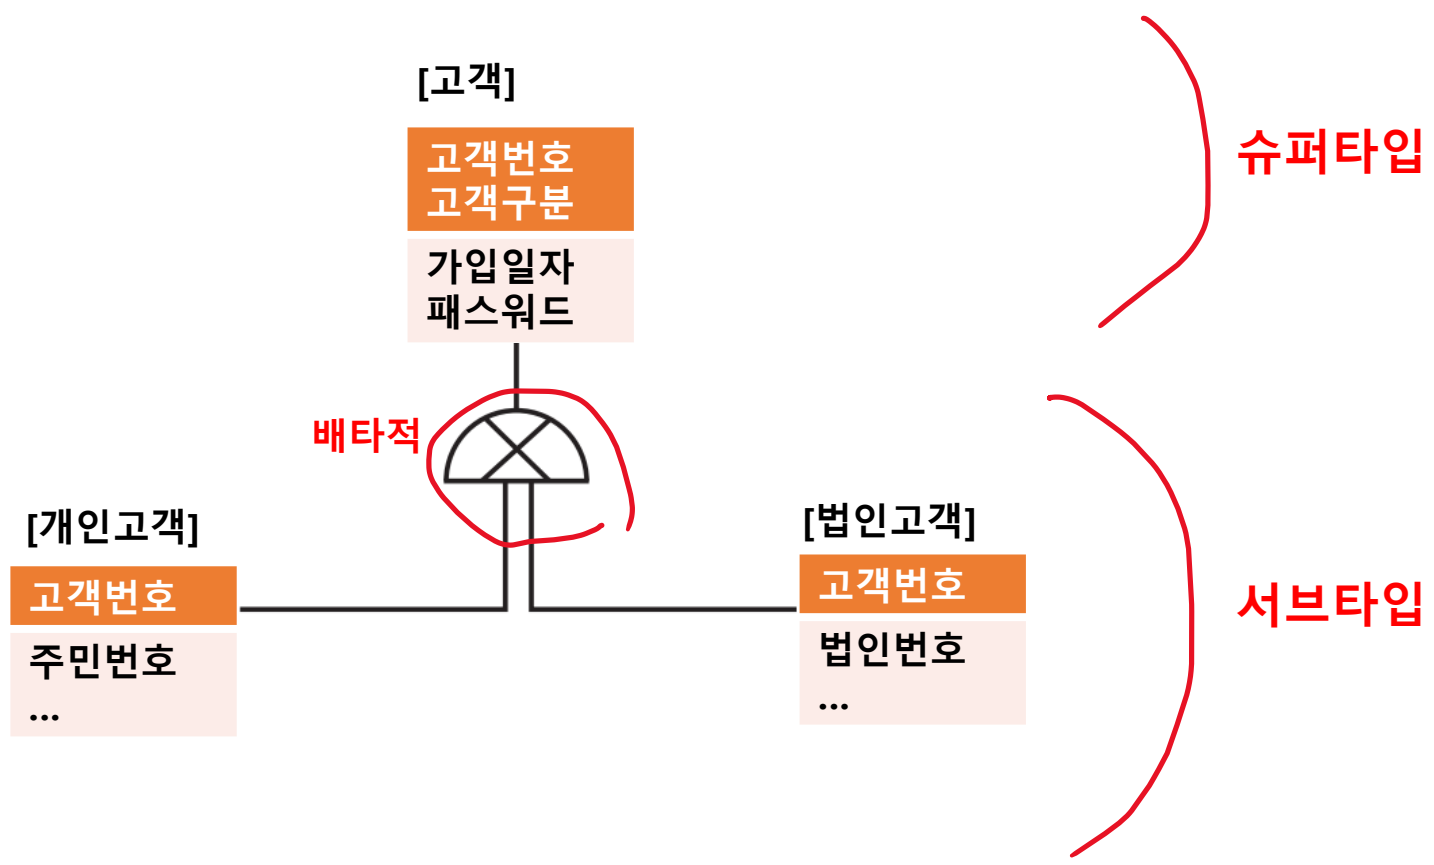 [고객]
슈퍼타입
고객번호
고객구분
가입일자
패스워드
배타적
[개인고객]
고객번호
주민번호
...
[법인고객]
고객번호
법인번호
...
서브타입